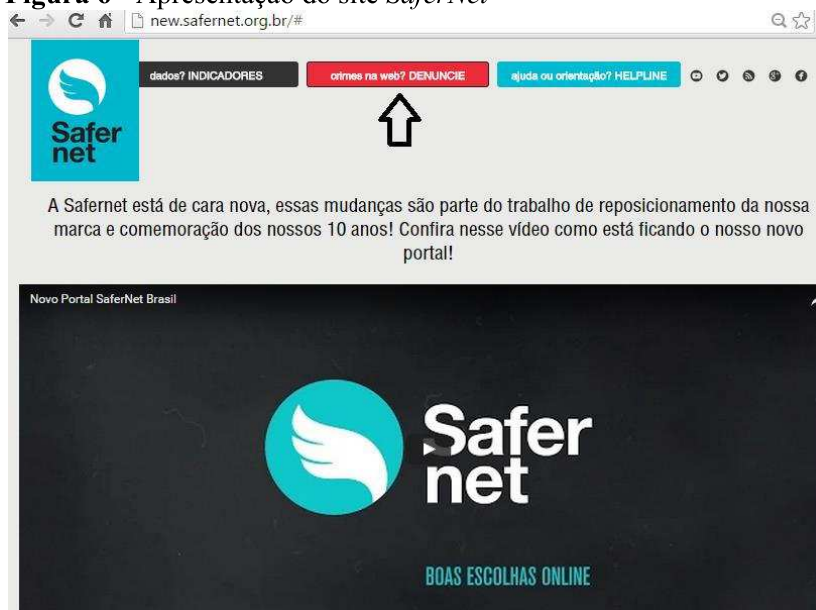 Figura 6 - Apresentação do site SaferNet
new.safernet.org.br/#
dados? INDICADORES
crimes na web? DENUNCIE
ajuda ou orientação? HELPLINE
Safer
net
A Safernet está de cara nova, essas mudanças são parte do trabalho de reposicionamento da nossa
marca e comemoração dos nossos 10 anos! Confira nesse vídeo como está ficando o nosso novo
portal!
Novo Portal SaferNet Brasil
Safer
net
BOAS ESCOLHAS ONLINE